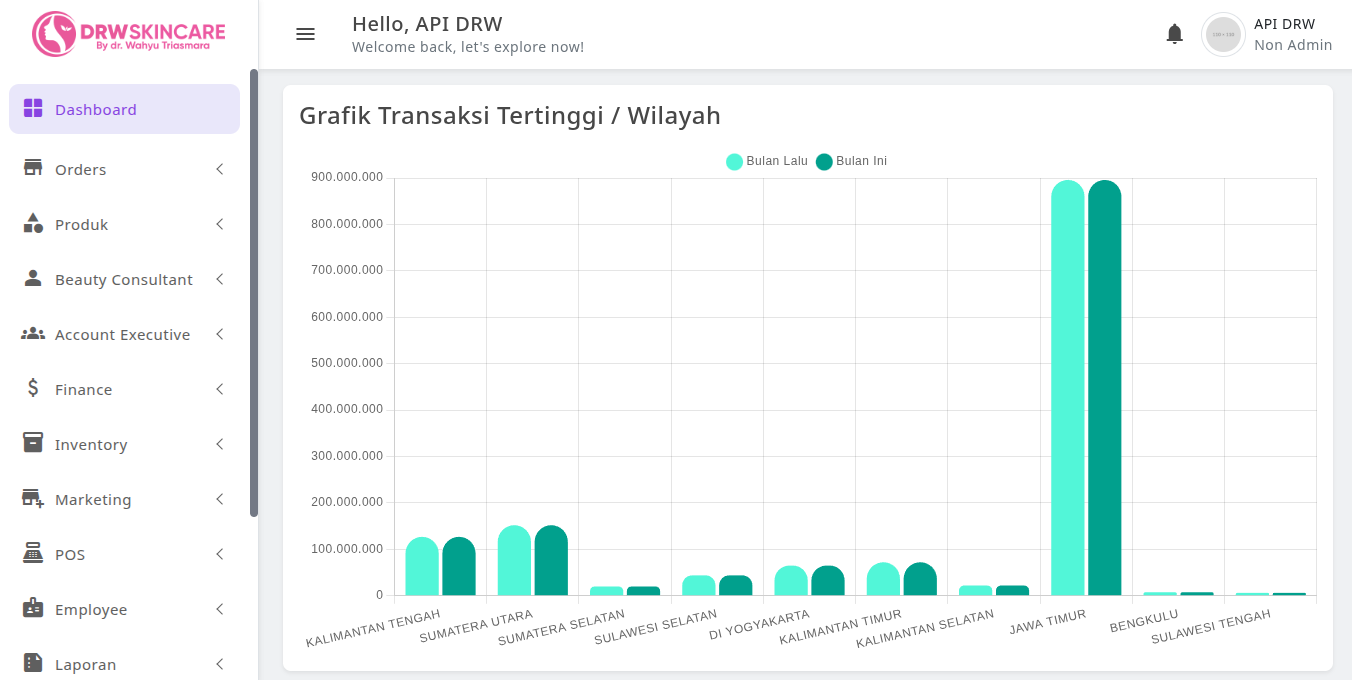 DRWSKINCARE
By dr. Wahyu Triasmara
Hello, API DRW
Welcome back, let's explore now!
API DRW
Non Admin
Dashboard
Orders
Produk
Beauty Consultant
Account Executive
Finance
Inventory
Marketing
POS
Employee
Laporan
Grafik Transaksi Tertinggi / Wilayah
Bulan Lalu
Bulan Ini
900.000.000
800.000.000
700.000.000
600.000.000
500.000.000
400.000.000
300.000.000
200.000.000
100.000.000
0
KALIMANTAN TENGAH
SUMATERA UTARA
SUMATERA SELATAN
SULAWESI SELATAN
DI YOGYAKARTA
KALIMANTAN TIMUR
KALIMANTAN SELATAN
JAWA TIMUR
BENGKULU
SULAWESI TENGAH